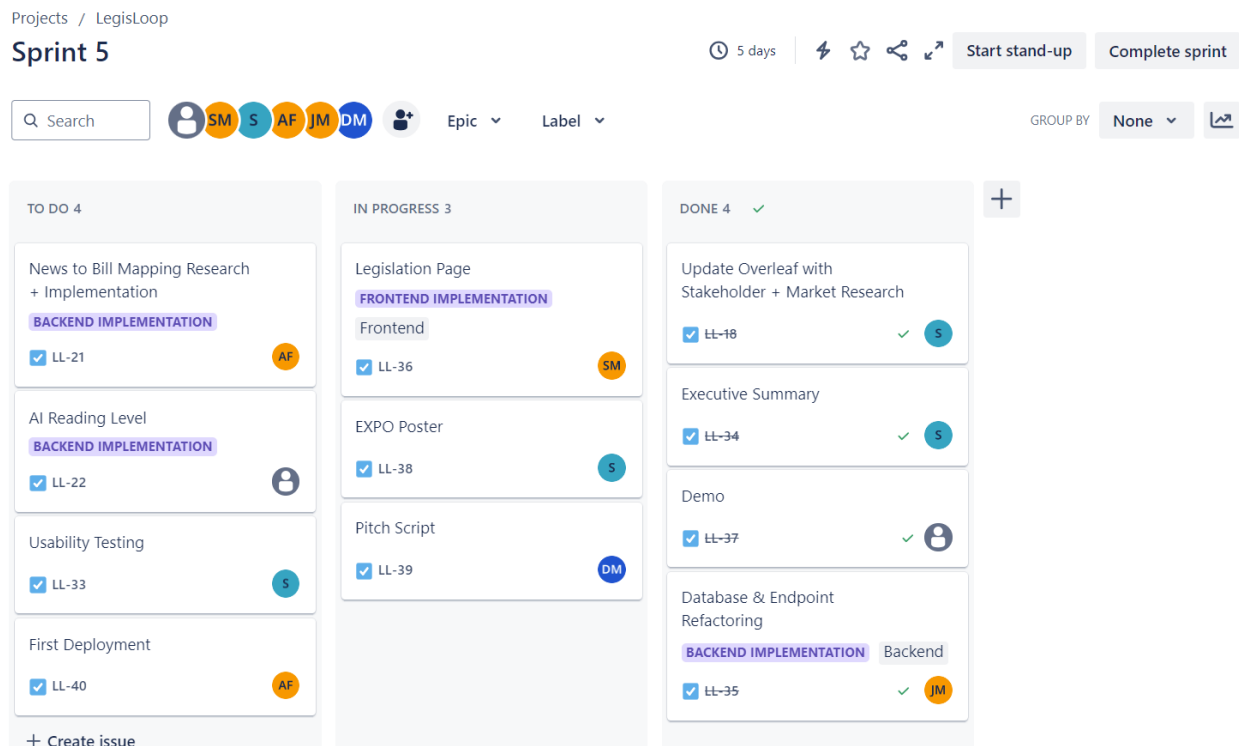 Projects / LegisLoop
Sprint 5
5 days
Start stand-up
Complete sprint
Search
SM
S
AF
JM
DM
Epic
Label
GROUP BY
None
TO DO 4
News to Bill Mapping Research
+ Implementation
BACKEND IMPLEMENTATION
LL-21
AF
AI Reading Level
BACKEND IMPLEMENTATION
LL-22
Usability Testing
LL-33
S
First Deployment
LL-40
AF
+ Create issue
IN PROGRESS 3
Legislation Page
FRONTEND IMPLEMENTATION
Frontend
LL-36
SM
EXPO Poster
LL-38
S
Pitch Script
LL-39
DM
DONE 4
Update Overleaf with
Stakeholder + Market Research
LL-18
S
Executive Summary
LL-34
S
Demo
LL-37
Database & Endpoint
Refactoring
BACKEND IMPLEMENTATION
Backend
LL-35
JM